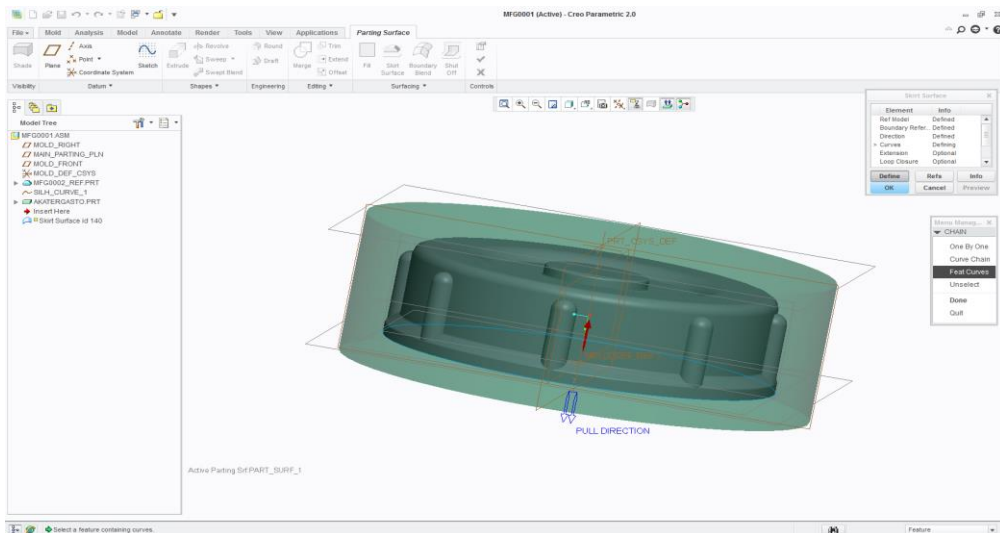 MFG0001 (Active) - Creo Parametric 2.0
File Mold Analysis Model Annotate Render Tools View Applications Parting Surface
Shade
Plane
Axis
Point
Coordinate System
Sketch
Extrude
Revolve
Sweep
Swept Blend
Round
Draft
Merge
Trim
Extend
Offset
Fill
Skirt Surface
Boundary Blend
Shut Off
Visibility Datum Shapes Engineering Editing Surfacing Controls
Model Tree
MFG0001.ASM
MOLD_RIGHT
MAIN_PARTING_PLN
MOLD_FRONT
MOLD_DEF_CSYS
MFG0002_REF.PRT
SILH_CURVE_1
AKATERGASTO.PRT
Insert Here
Skirt Surface id 140
Skirt Surface
Element Info
Ref Model Defined
Boundary Refer... Defined
Direction Defined
> Curves Defining
Extension Optional
Loop Closure Optional
Define Refs Info
OK Cancel Preview
Menu Manag...
CHAIN
One By One
Curve Chain
Feat Curves
Unselect
Done
Quit
PRT_CSYS_DEF
PULL DIRECTION
Active Parting Srf:PART_SURF_1
Select a feature containing curves.
Feature